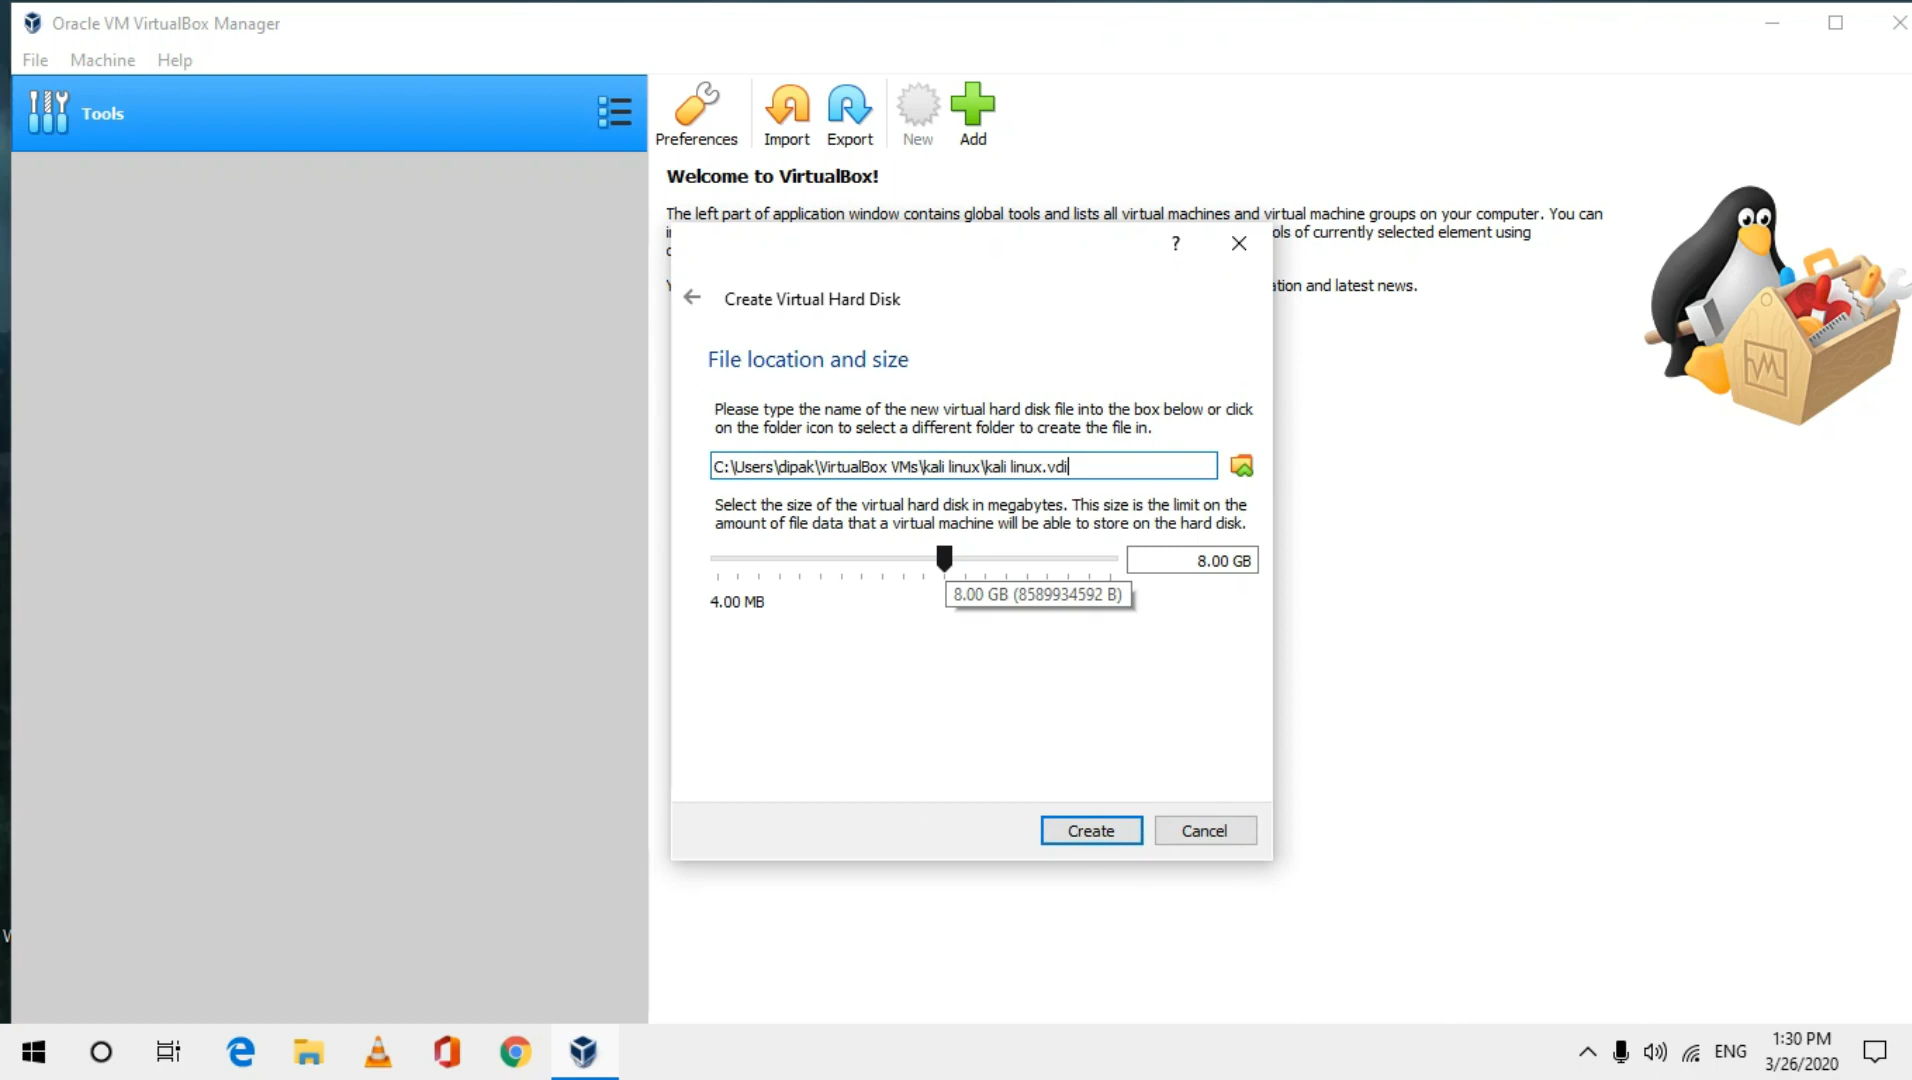 Oracle VM VirtualBox Manager
File Machine Help
Tools
Preferences Import Export New Add
Welcome to VirtualBox!
The left part of application window contains global tools and lists all virtual machines and virtual machine groups on your computer. You can
ols of currently selected element using
ation and latest news.
?
Create Virtual Hard Disk
File location and size
Please type the name of the new virtual hard disk file into the box below or click
on the folder icon to select a different folder to create the file in.
C:\Users\dipak\VirtualBox VMs\kali linux\kali linux.vdi
Select the size of the virtual hard disk in megabytes. This size is the limit on the
amount of file data that a virtual machine will be able to store on the hard disk.
8.00 GB
8.00 GB (8589934592 B)
4.00 MB
Create Cancel
ENG
1:30 PM
3/26/2020